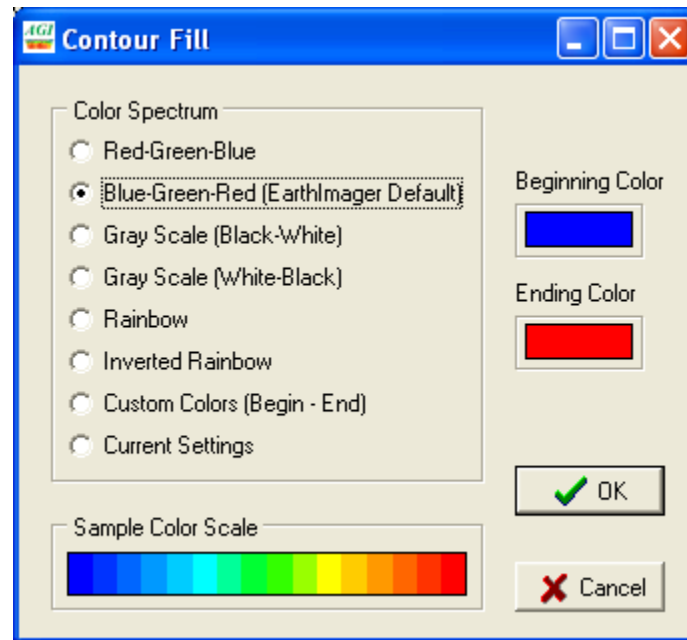 AGI
Contour Fill
Color Spectrum
Red-Green-Blue
Blue-Green-Red (EarthImager Default)
Gray Scale (Black-White)
Gray Scale (White-Black)
Rainbow
Inverted Rainbow
Custom Colors (Begin - End)
Current Settings
Beginning Color
Ending Color
OK
Sample Color Scale
Cancel